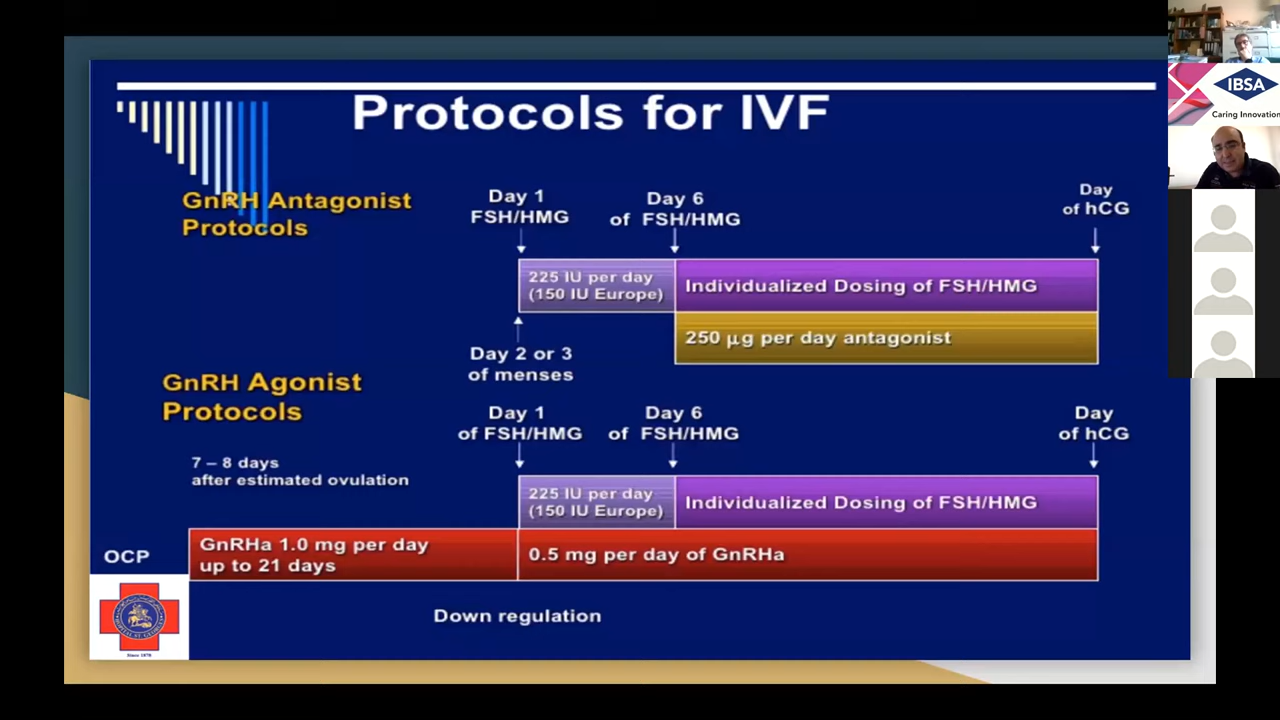 Protocols for IVF
GnRH Antagonist
Protocols
Day 1
FSH/HMG
Day 6
of FSH/HMG
Day
of hCG
225 IU per day
(150 IU Europe)
Individualized Dosing of FSH/HMG
250 μg per day antagonist
Day 2 or 3
of menses
GnRH Agonist
Protocols
Day 1
of FSH/HMG
Day 6
of FSH/HMG
Day
of hCG
7 – 8 days
after estimated ovulation
225 IU per day
(150 IU Europe)
Individualized Dosing of FSH/HMG
OCP
GnRHa 1.0 mg per day
up to 21 days
0.5 mg per day of GnRHa
Down regulation
Since 1878
IBSA
Caring Innovation